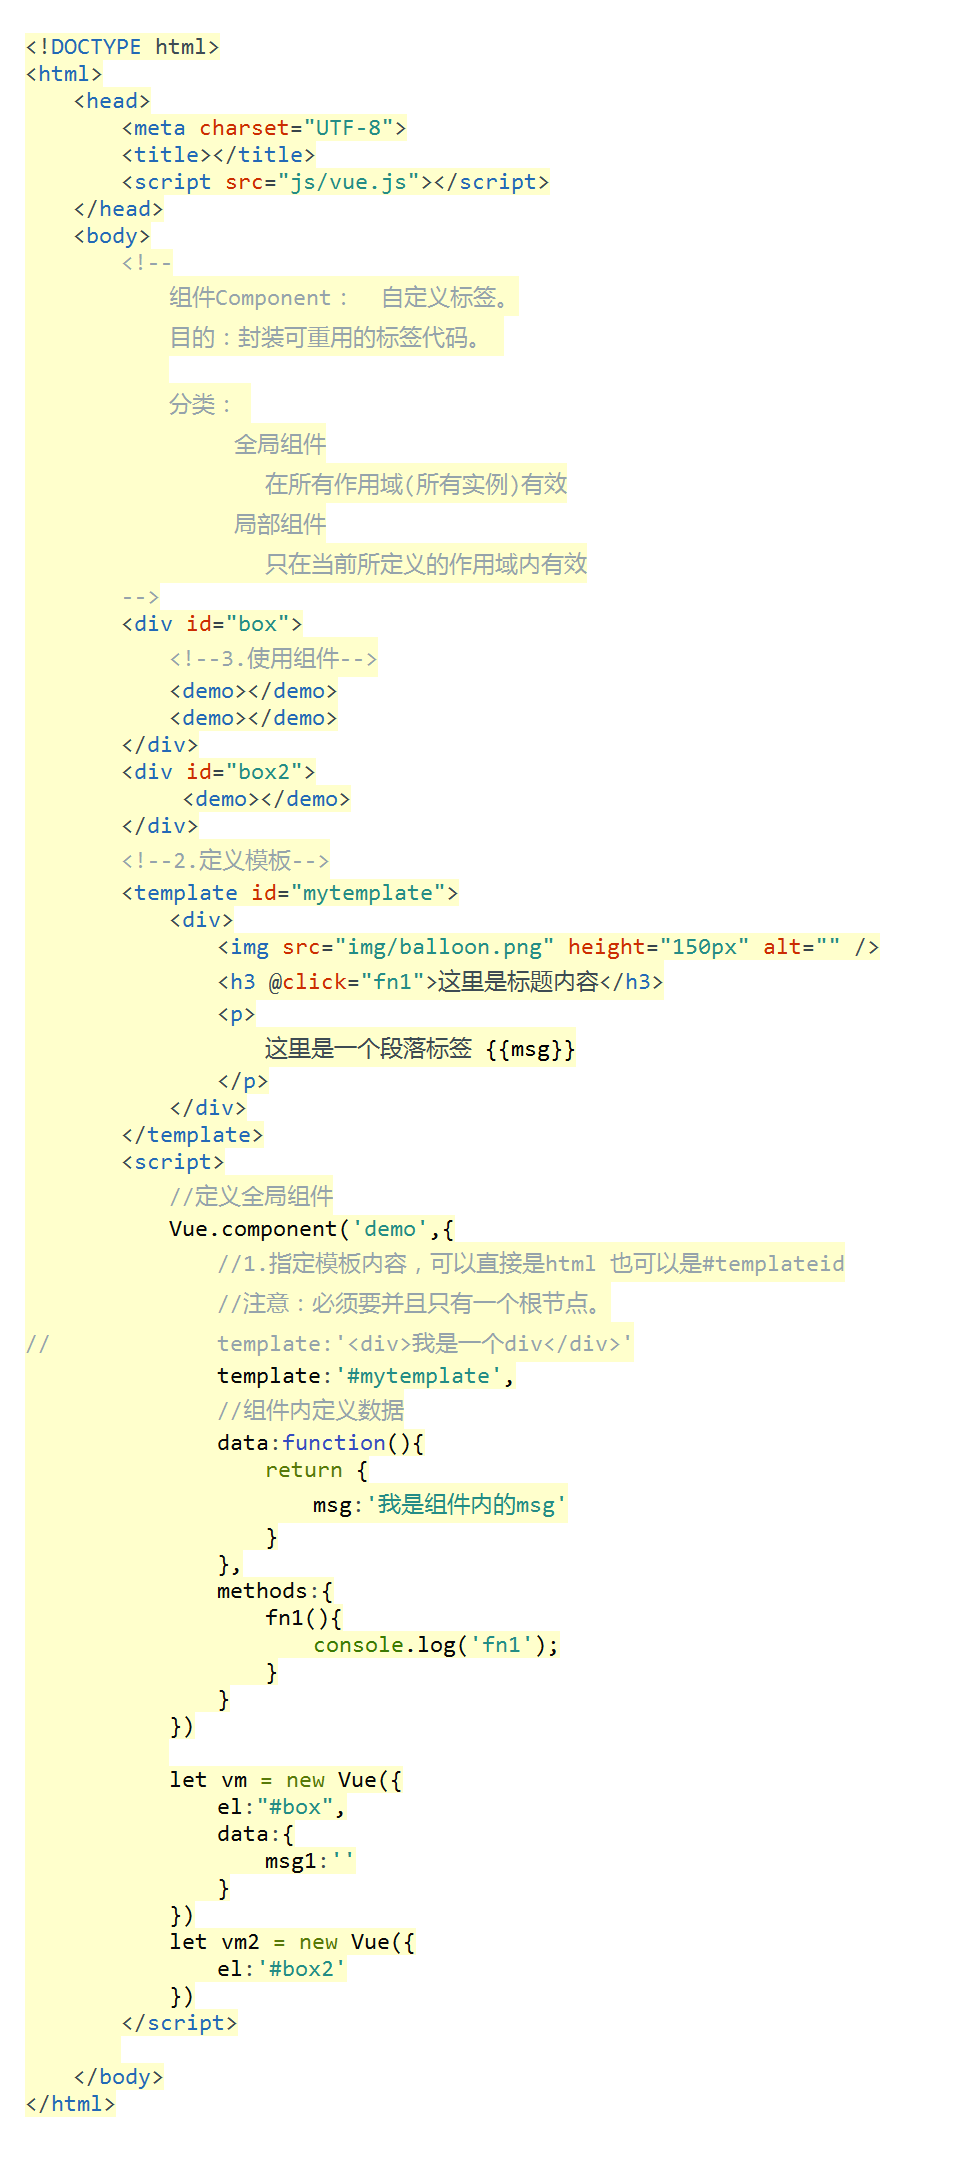 <!DOCTYPE html>
<html>
    <head>
        <meta charset="UTF-8">
        <title></title>
        <script src="js/vue.js"></script>
    </head>
    <body>
        <!--
            组件Component：  自定义标签。
            目的：封装可重用的标签代码。

            分类：
                 全局组件
                    在所有作用域(所有实例)有效
                 局部组件
                    只在当前所定义的作用域内有效
        -->
        <div id="box">
            <!--3.使用组件-->
            <demo></demo>
            <demo></demo>
        </div>
        <div id="box2">
             <demo></demo>
        </div>
        <!--2.定义模板-->
        <template id="mytemplate">
            <div>
                <img src="img/balloon.png" height="150px" alt="" />
                <h3 @click="fn1">这里是标题内容</h3>
                <p>
                    这里是一个段落标签 {{msg}}
                </p>
            </div>
        </template>
        <script>
            //定义全局组件
            Vue.component('demo',{
                //1.指定模板内容，可以直接是html 也可以是#templateid
                //注意：必须要并且只有一个根节点。
//              template:'<div>我是一个div</div>'
                template:'#mytemplate',
                //组件内定义数据
                data:function(){
                    return {
                        msg:'我是组件内的msg'
                    }
                },
                methods:{
                    fn1(){
                        console.log('fn1');
                    }
                }
            })

            let vm = new Vue({
                el:"#box",
                data:{
                    msg1:''
                }
            })
            let vm2 = new Vue({
                el:'#box2'
            })
        </script>

    </body>
</html>